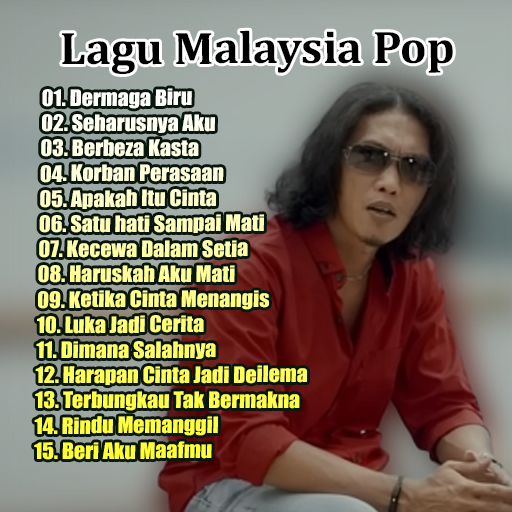 Lagu Malaysia Pop
01. Dermaga Biru
02. Seharusnya Aku
03. Berbeza Kasta
04. Korban Perasaan
05. Apakah Itu Cinta
06. Satu hati Sampai Mati
07. Kecewa Dalam Setia
08. Haruskah Aku Mati
09. Ketika Cinta Menangis
10. Luka Jadi Cerita
11. Dimana Salahnya
12. Harapan Cinta Jadi Deilema
13. Terbungkau Tak Bermakna
14. Rindu Memanggil
15. Beri Aku Maafmu